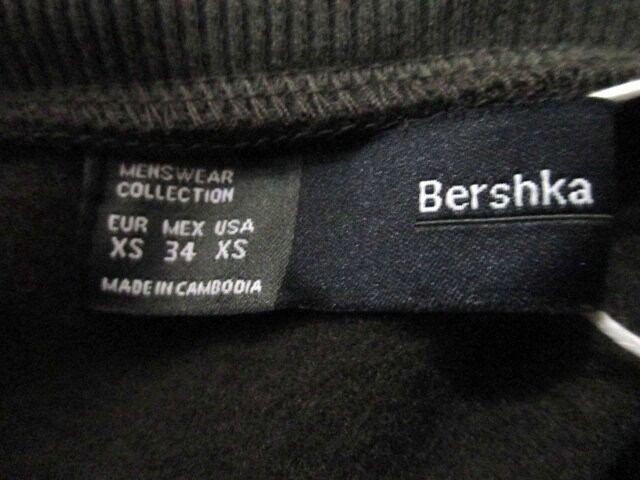 MENSWEAR
COLLECTION
EUR MEX USA
XS 34 XS
MADE IN CAMBODIA
Bershka